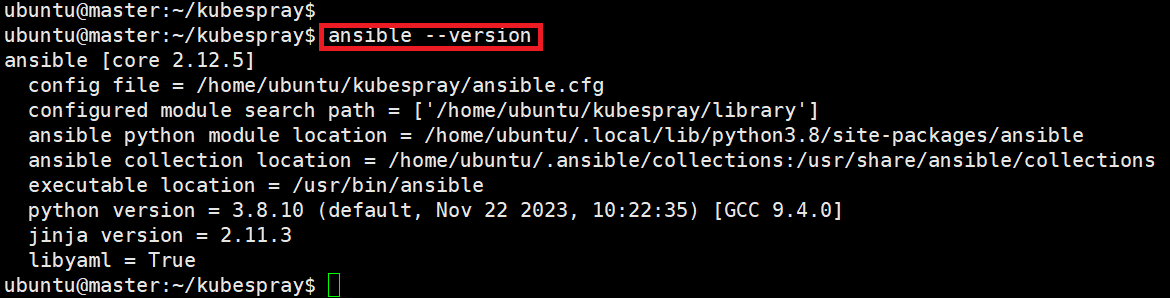 ubuntu@master:~/kubespray$
ubuntu@master:~/kubespray$ ansible --version
ansible [core 2.12.5]
  config file = /home/ubuntu/kubespray/ansible.cfg
  configured module search path = ['/home/ubuntu/kubespray/library']
  ansible python module location = /home/ubuntu/.local/lib/python3.8/site-packages/ansible
  ansible collection location = /home/ubuntu/.ansible/collections:/usr/share/ansible/collections
  executable location = /usr/bin/ansible
  python version = 3.8.10 (default, Nov 22 2023, 10:22:35) [GCC 9.4.0]
  jinja version = 2.11.3
  libyaml = True
ubuntu@master:~/kubespray$